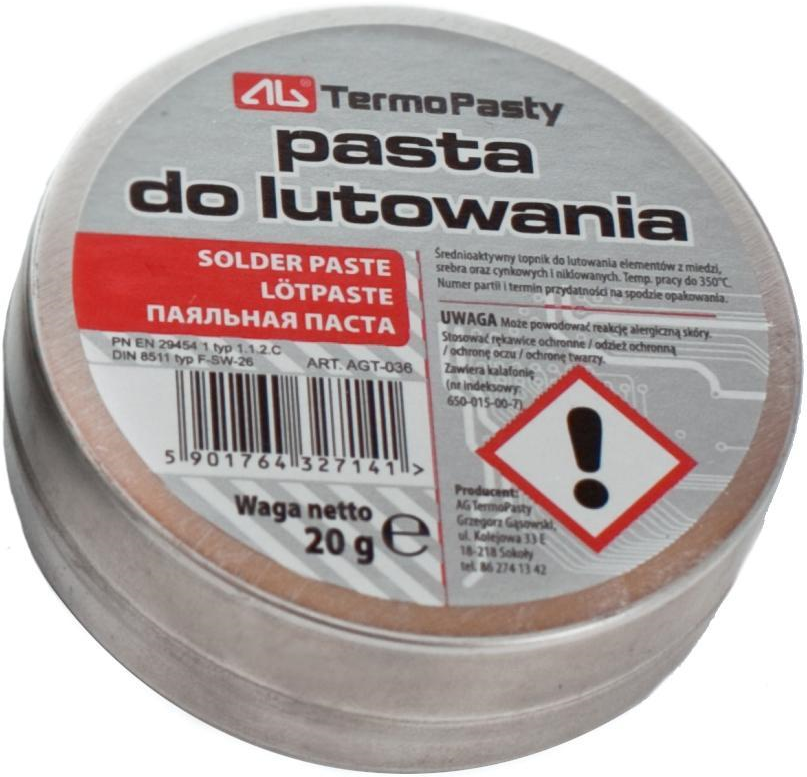 AG® TermoPasty
pasta
do lutowania
SOLDER PASTE
LÖTPASTE
ПАЯЛЬНАЯ ПАСТА
PN EN 29454 1 typ 1.1.2.C
DIN 8511 typ F-SW-26 ART. AGT-036
5 901764 327141 >
Waga netto
20 g ℮
Średnioaktywny topnik do lutowania elementów z miedzi,
srebra oraz cynkowych i niklowanych. Temp. pracy do 350°C.
Numer partii i termin przydatności na spodzie opakowania.
UWAGA Może powodować reakcję alergiczną skóry.
Stosować rękawice ochronne / odzież ochronną
/ ochronę oczu / ochronę twarzy.
Zawiera kalafonię
(nr indeksowy:
650-015-00-7)
Producent:
AG TermoPasty
Grzegorz Gąsowski,
ul. Kolejowa 33 E
18-218 Sokoły
tel. 86 274 13 42